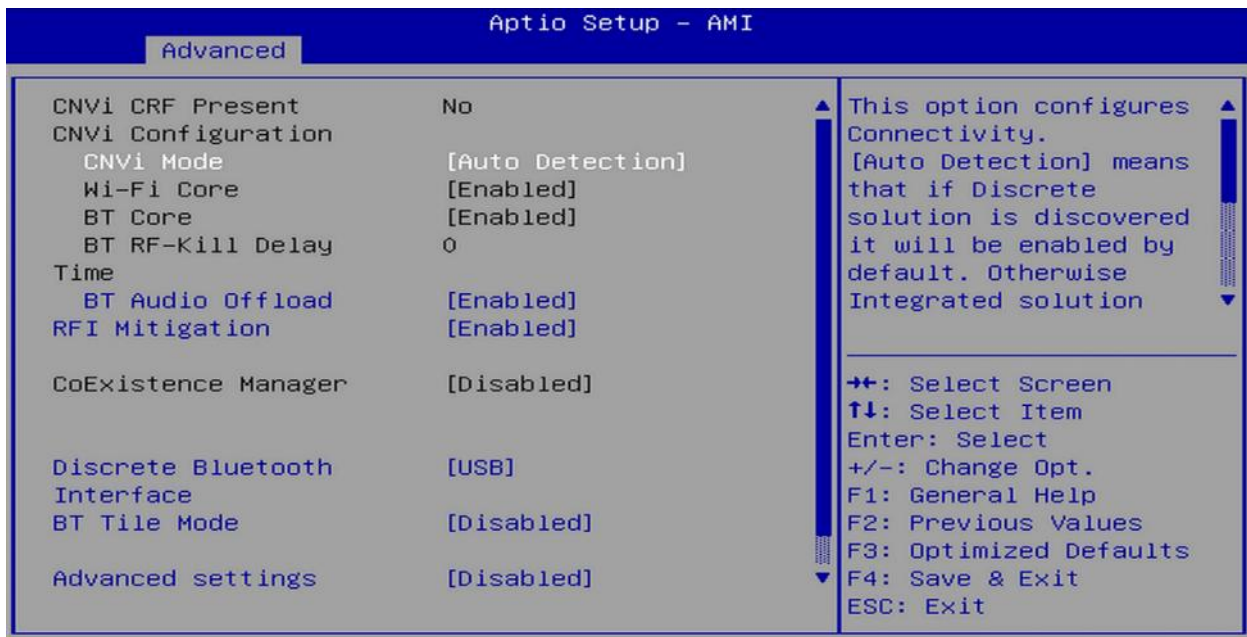 Aptio Setup – AMI
Advanced
CNVi CRF Present No
CNVi Configuration
CNVi Mode [Auto Detection]
Wi-Fi Core [Enabled]
BT Core [Enabled]
BT RF-Kill Delay 0
Time
BT Audio Offload [Enabled]
RFI Mitigation [Enabled]
CoExistence Manager [Disabled]
Discrete Bluetooth [USB]
Interface
BT Tile Mode [Disabled]
Advanced settings [Disabled]
This option configures
Connectivity.
[Auto Detection] means
that if Discrete
solution is discovered
it will be enabled by
default. Otherwise
Integrated solution
→←: Select Screen
↑↓: Select Item
Enter: Select
+/-: Change Opt.
F1: General Help
F2: Previous Values
F3: Optimized Defaults
F4: Save & Exit
ESC: Exit